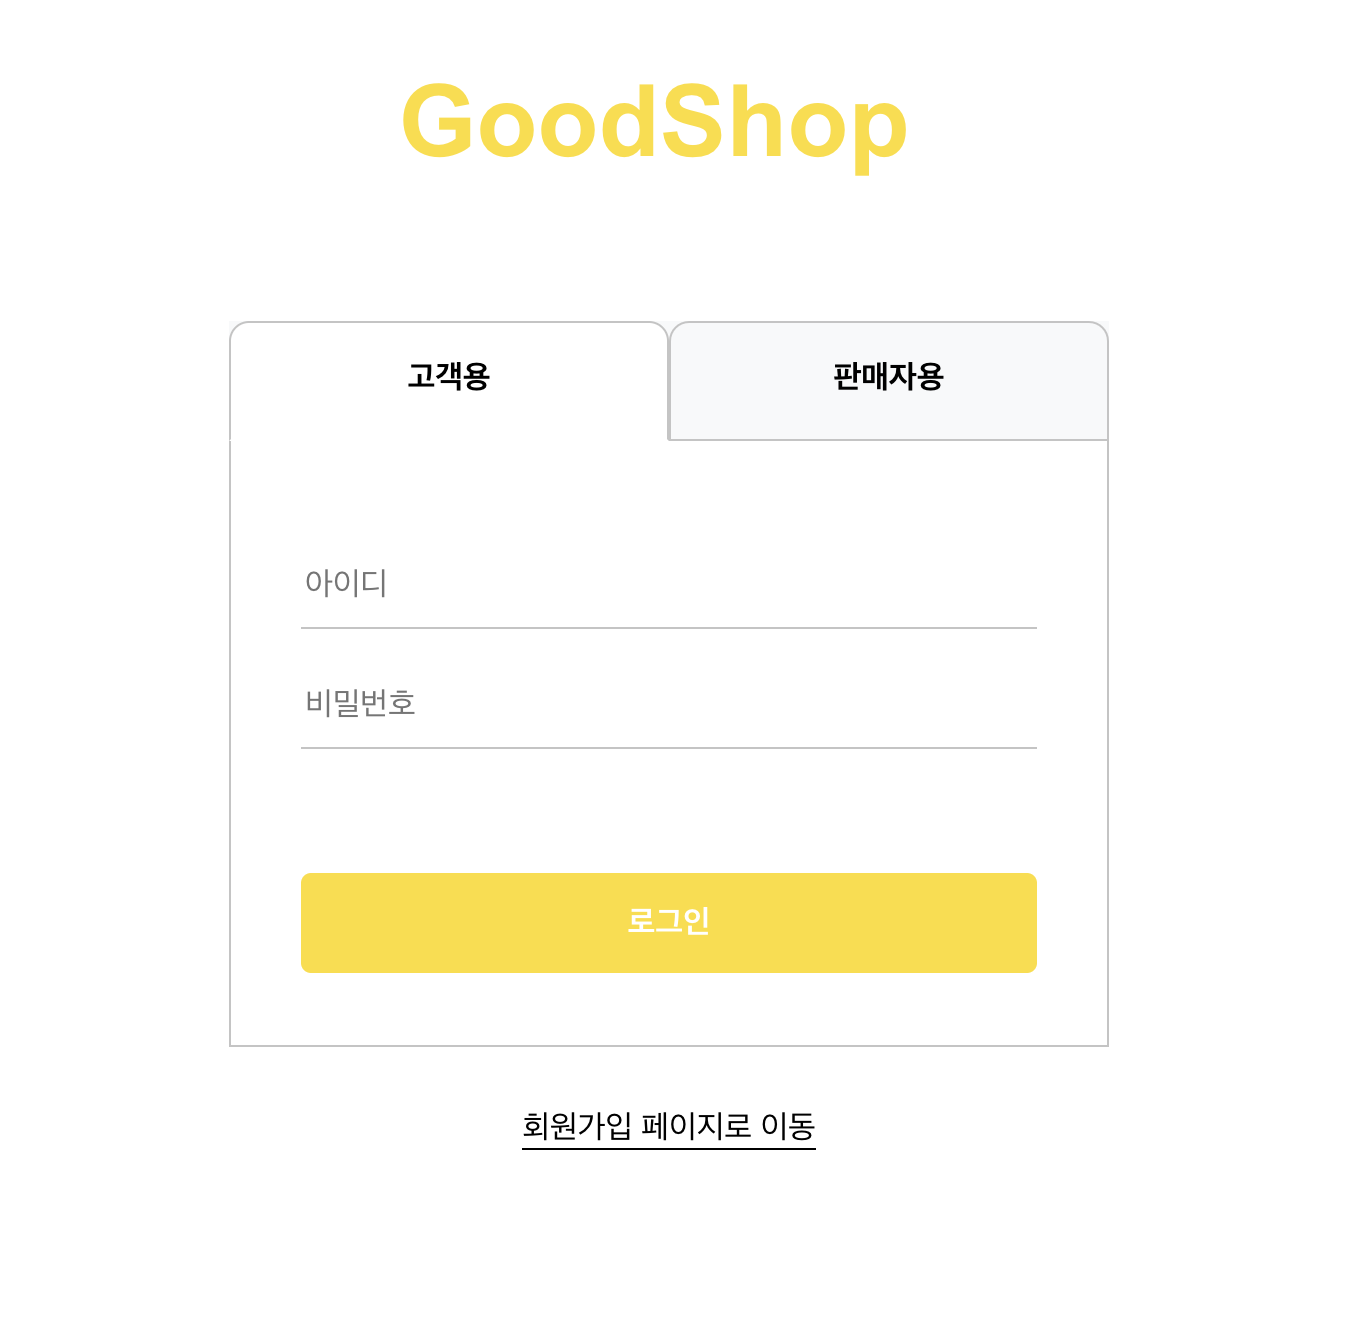 GoodShop
고객용 판매자용
아이디
비밀번호
로그인
회원가입 페이지로 이동